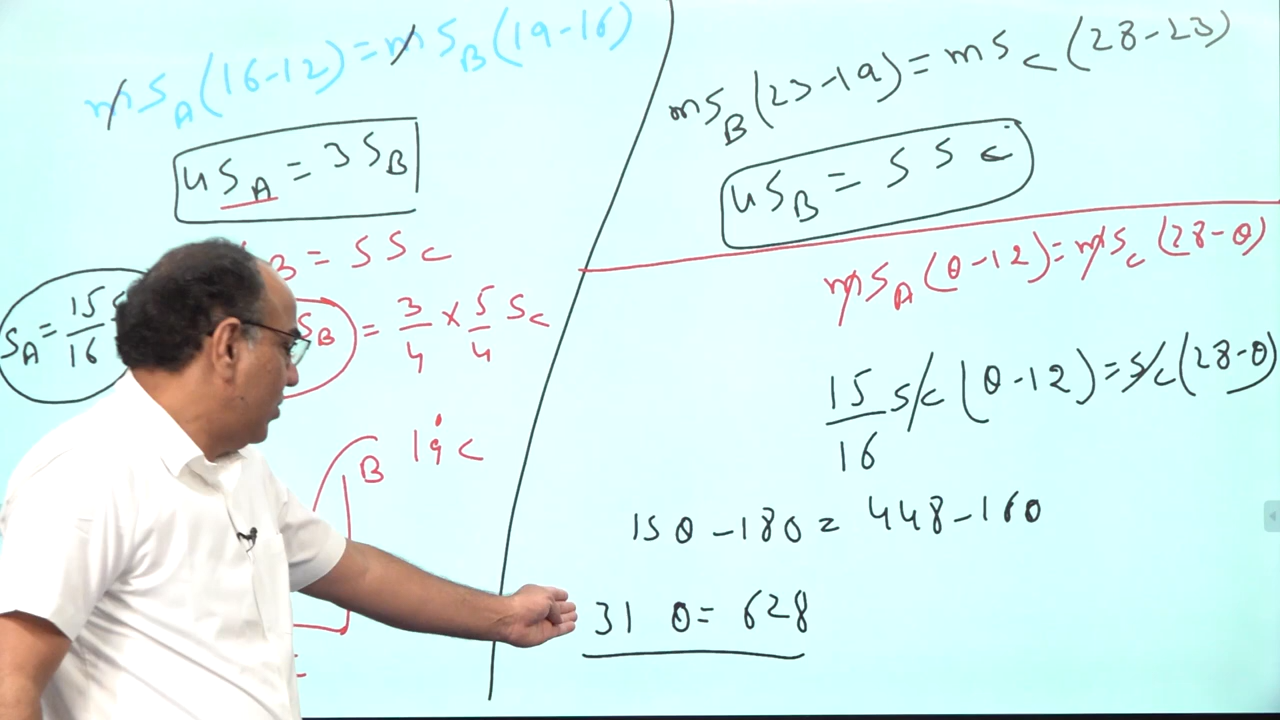 mS_A(16-12)=mS_B(19-16)
4S_A = 3S_B
B = 5S_C
S_A = 15/16
S_B = 3/4 × 5/4 S_C
B 19°C
mS_B(23-19)=mS_C(28-23)
4S_B = 5S_C
mS_A(θ-12)=mS_C(28-θ)
15/16 S_C(θ-12)=S_C(28-θ)
15θ-180=448-16θ
31 θ= 628